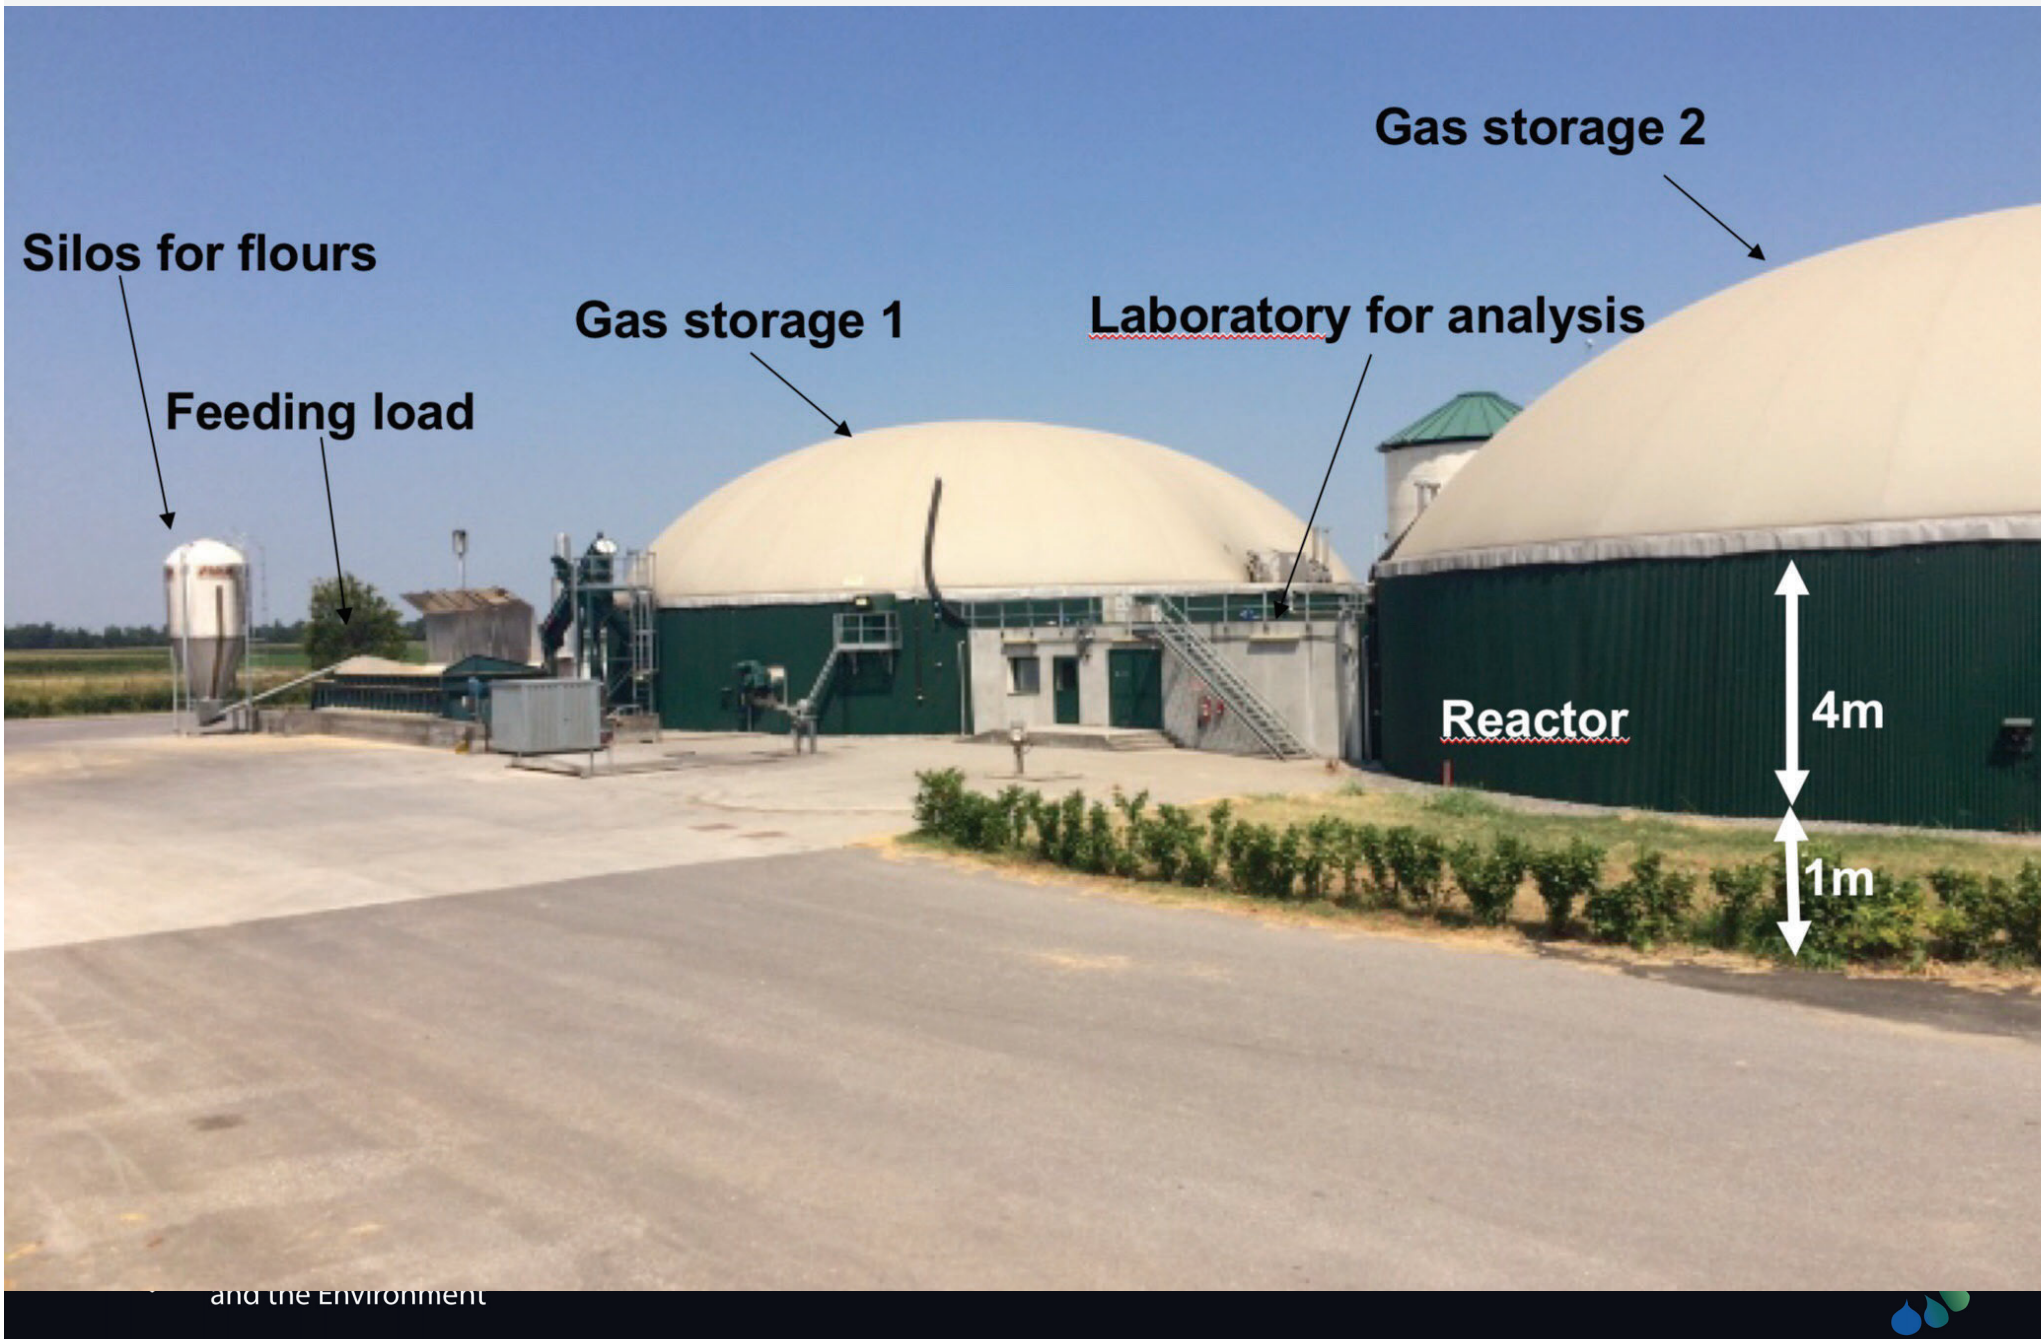 Gas storage 2
Silos for flours
Gas storage 1
Laboratory for analysis
Feeding load
Reactor
4m
1m
and the Environment